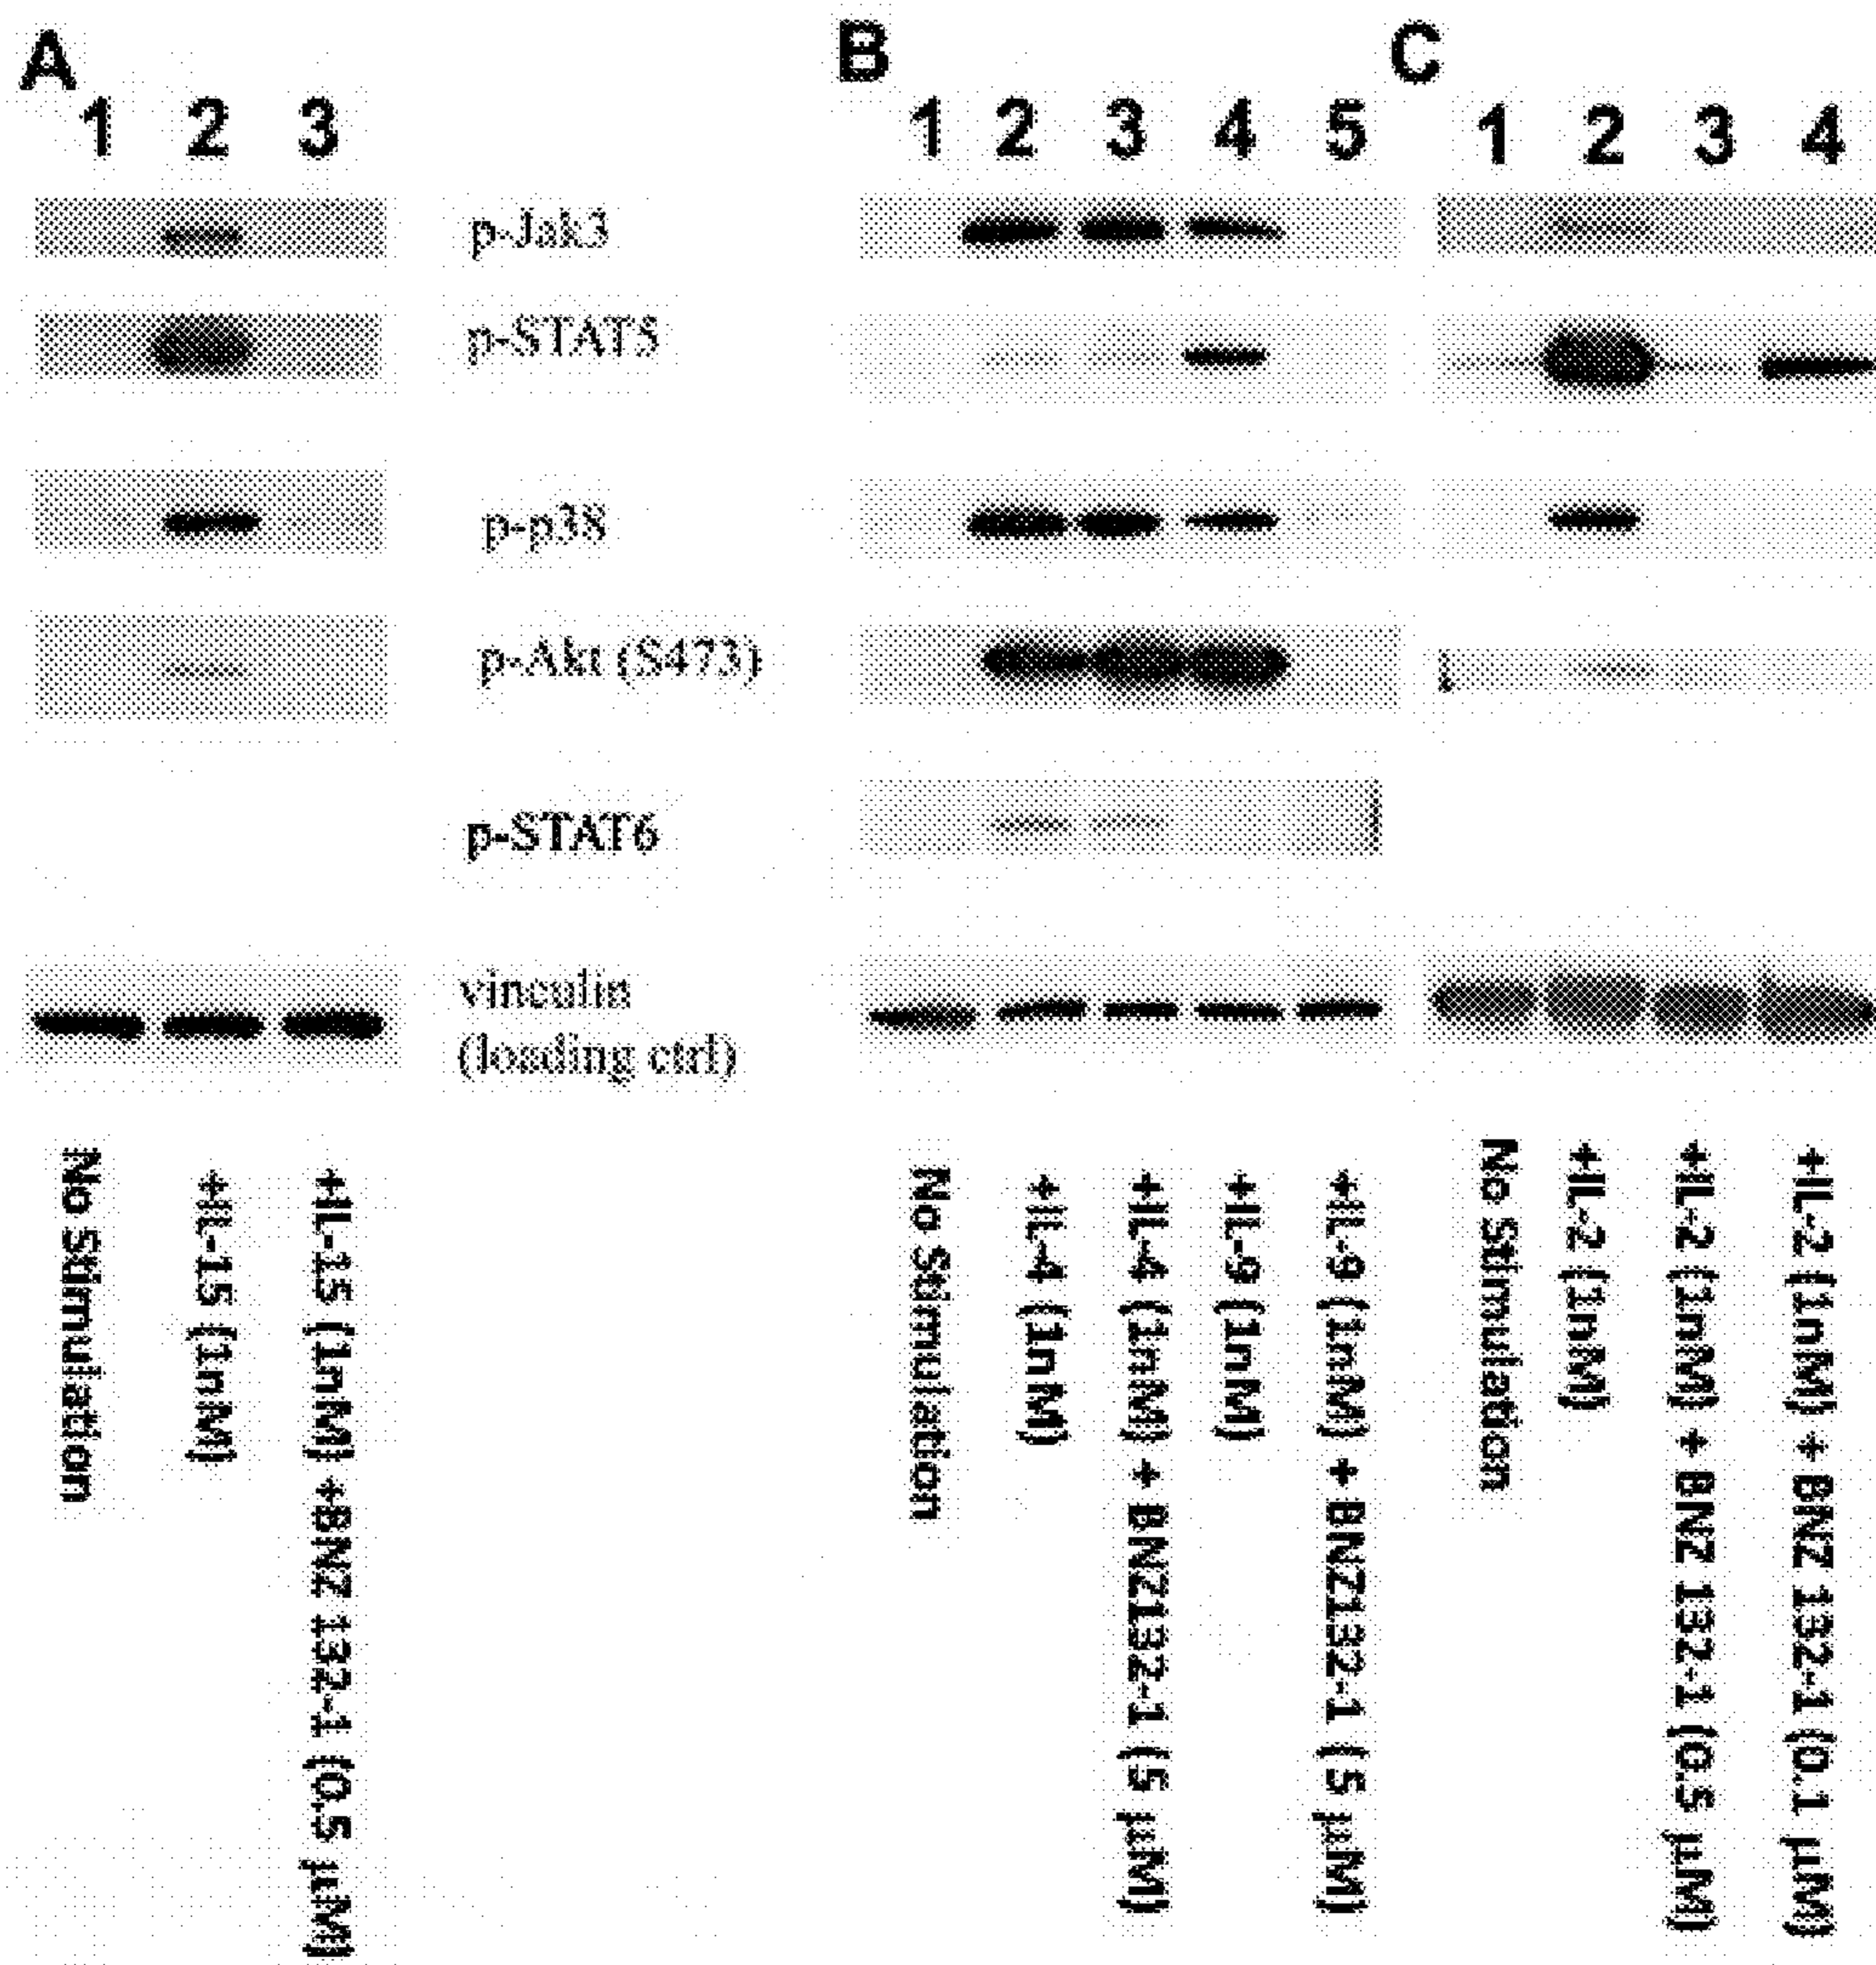 A
B
C
1 2 3
1 2 3 4 5
1 2 3 4
p-Jak3
p-STAT5
p-p38
p-Akt (S473)
p-STAT6
vinculin
(loading ctrl)
No Stimulation
+IL-15 (1nM)
+IL-15 (1nM) +BNZ 132-1 (0.5 µM)
No Stimulation
+IL-4 (1nM)
+IL-4 (1nM) + BNZ132-1 (5 µM)
+IL-9 (1nM)
+IL-9 (1nM) + BNZ132-1 (5 µM)
No Stimulation
+IL-2 (1nM)
+IL-2 (1nM) + BNZ 132-1 (0.5 µM)
+IL-2 (1nM) + BNZ 132-1 (0.1 µM)